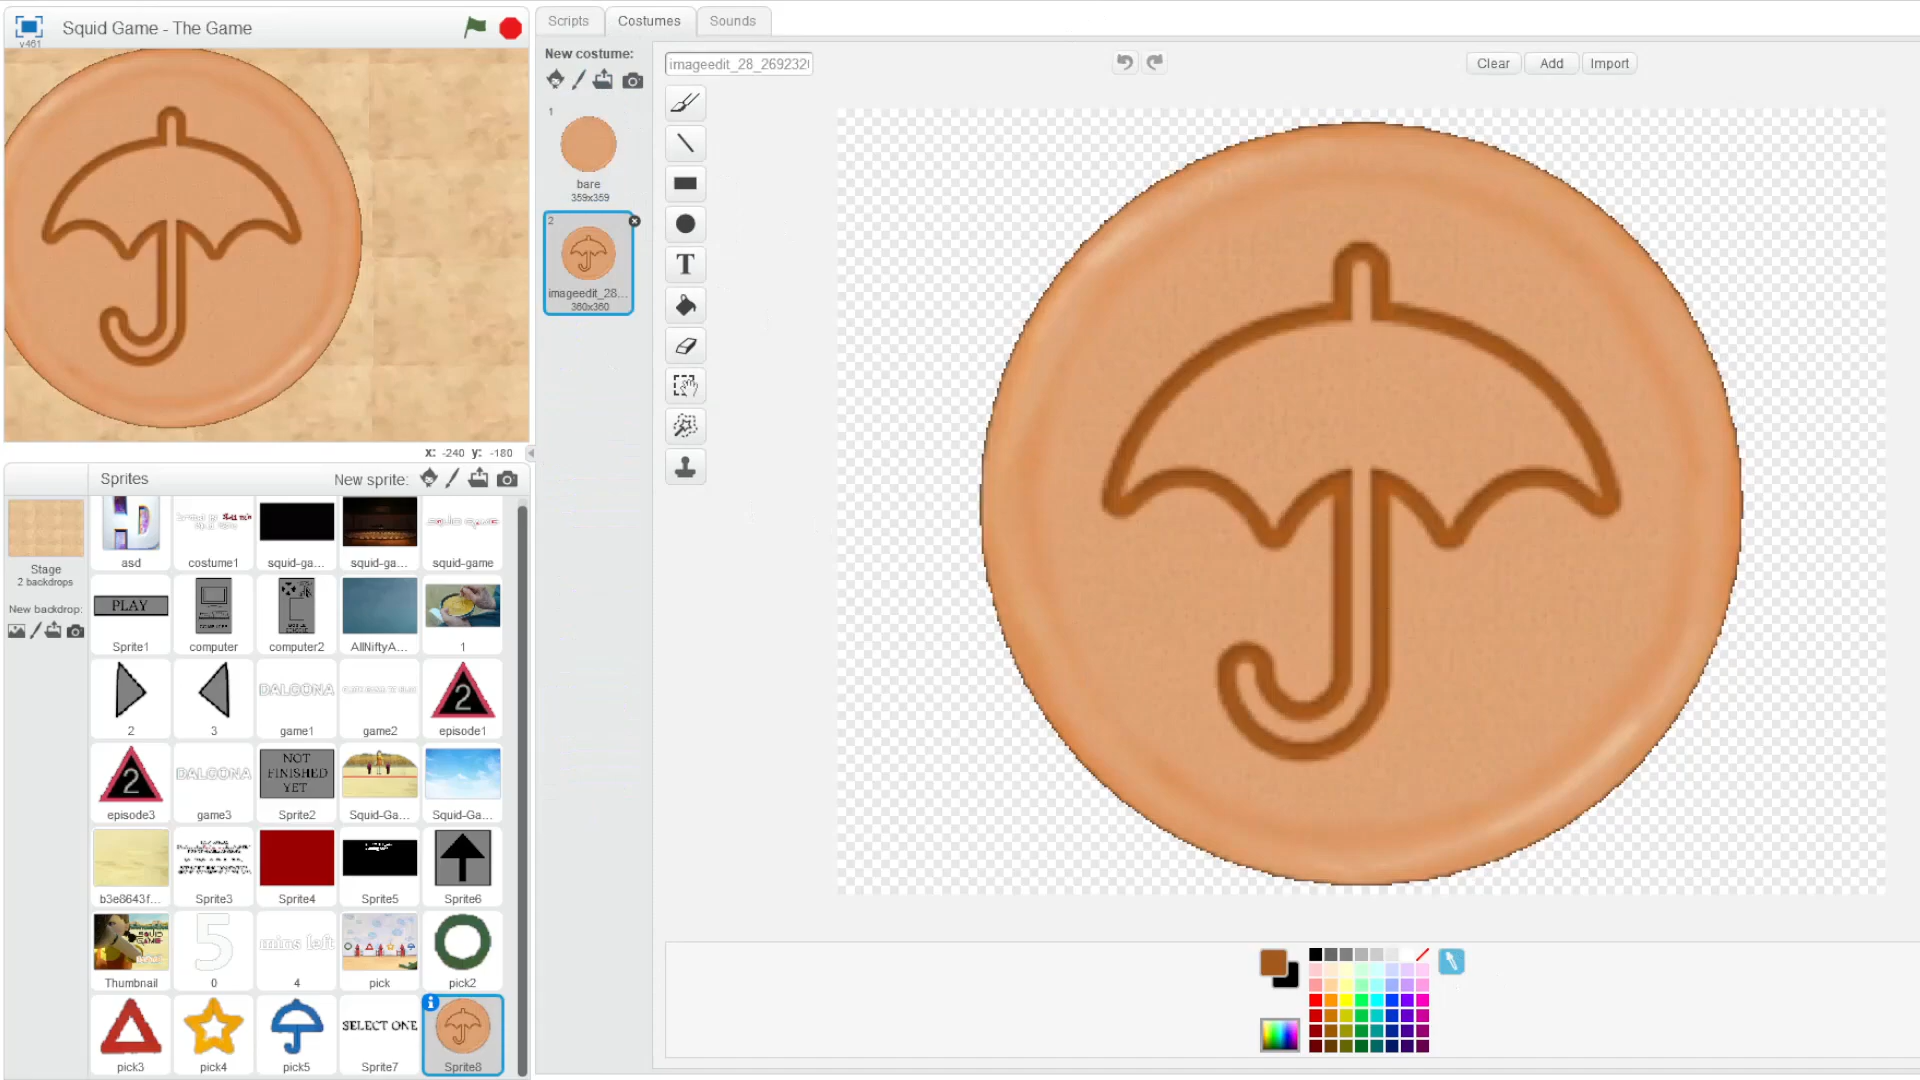 Squid Game - The Game
v461
Scripts
Costumes
Sounds
New costume:
1
bare
359x359
2
imageedit_28...
360x360
imageedit_28_269232
Clear
Add
Import
T
x: -240 y: -180
Sprites
New sprite:
Stage
2 backdrops
New backdrop:
asd
costume1
squid-ga...
squid-ga...
squid-game
PLAY
Sprite1
computer
computer2
AllNiftyA...
1
2
3
DALGONA
game1
game2
2
episode1
2
episode3
DALGONA
game3
NOT
FINISHED
YET
Sprite2
Squid-Ga...
Squid-Ga...
b3e8643f...
Sprite3
Sprite4
Sprite5
Sprite6
Thumbnail
5
0
mins left
4
pick
pick2
pick3
pick4
pick5
SELECT ONE
Sprite7
Sprite8